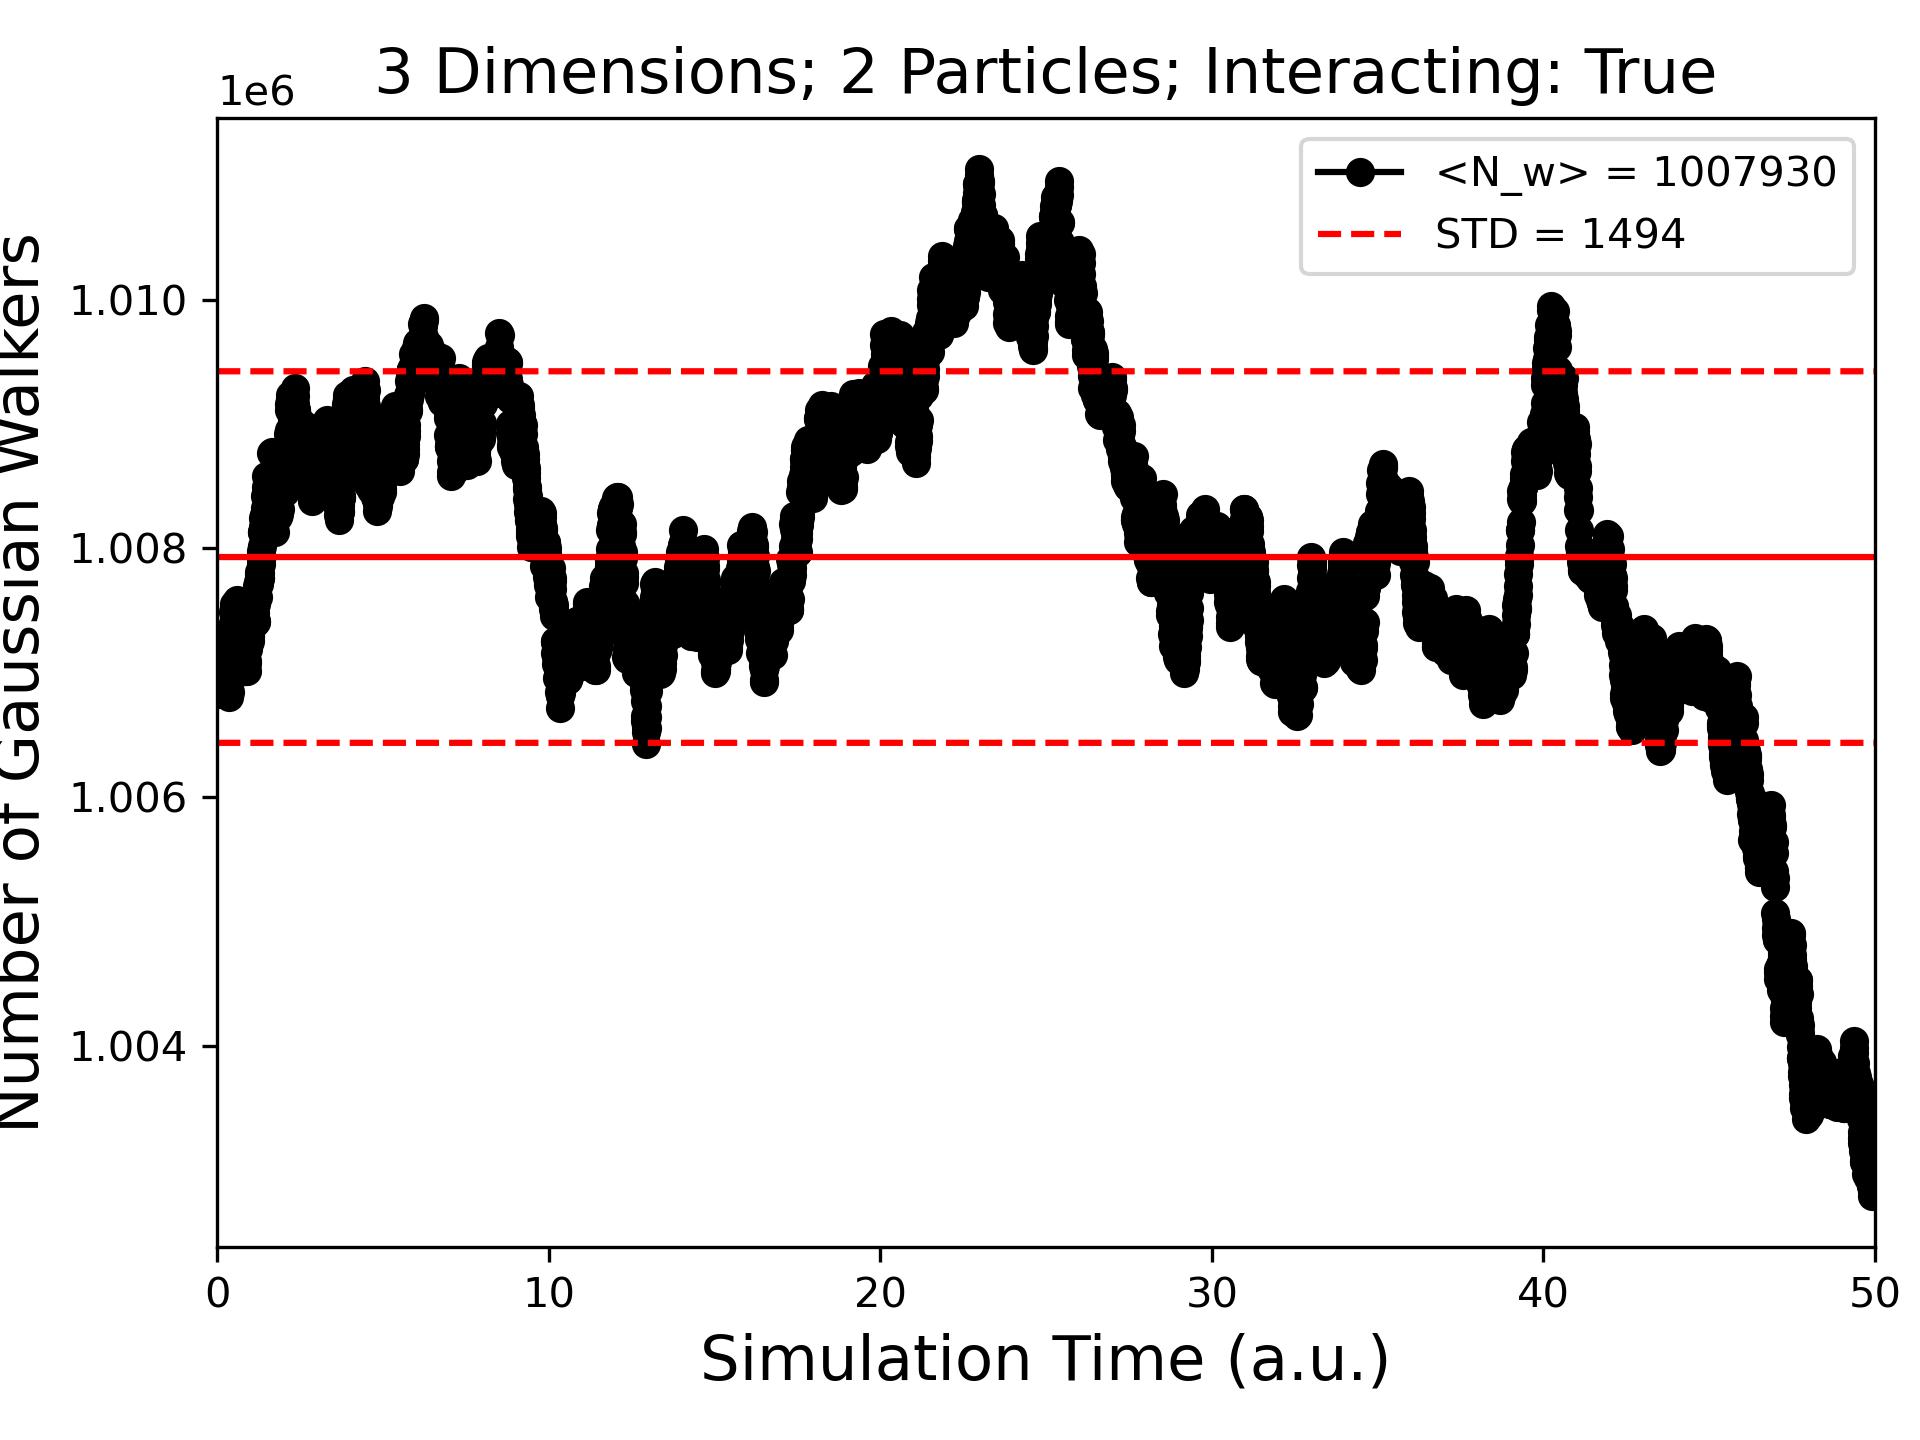 3 Dimensions; 2 Particles; Interacting: True
1e6
<N_w> = 1007930
STD = 1494
Number of Gaussian Walkers
1.010
1.008
1.006
1.004
0 10 20 30 40 50
Simulation Time (a.u.)